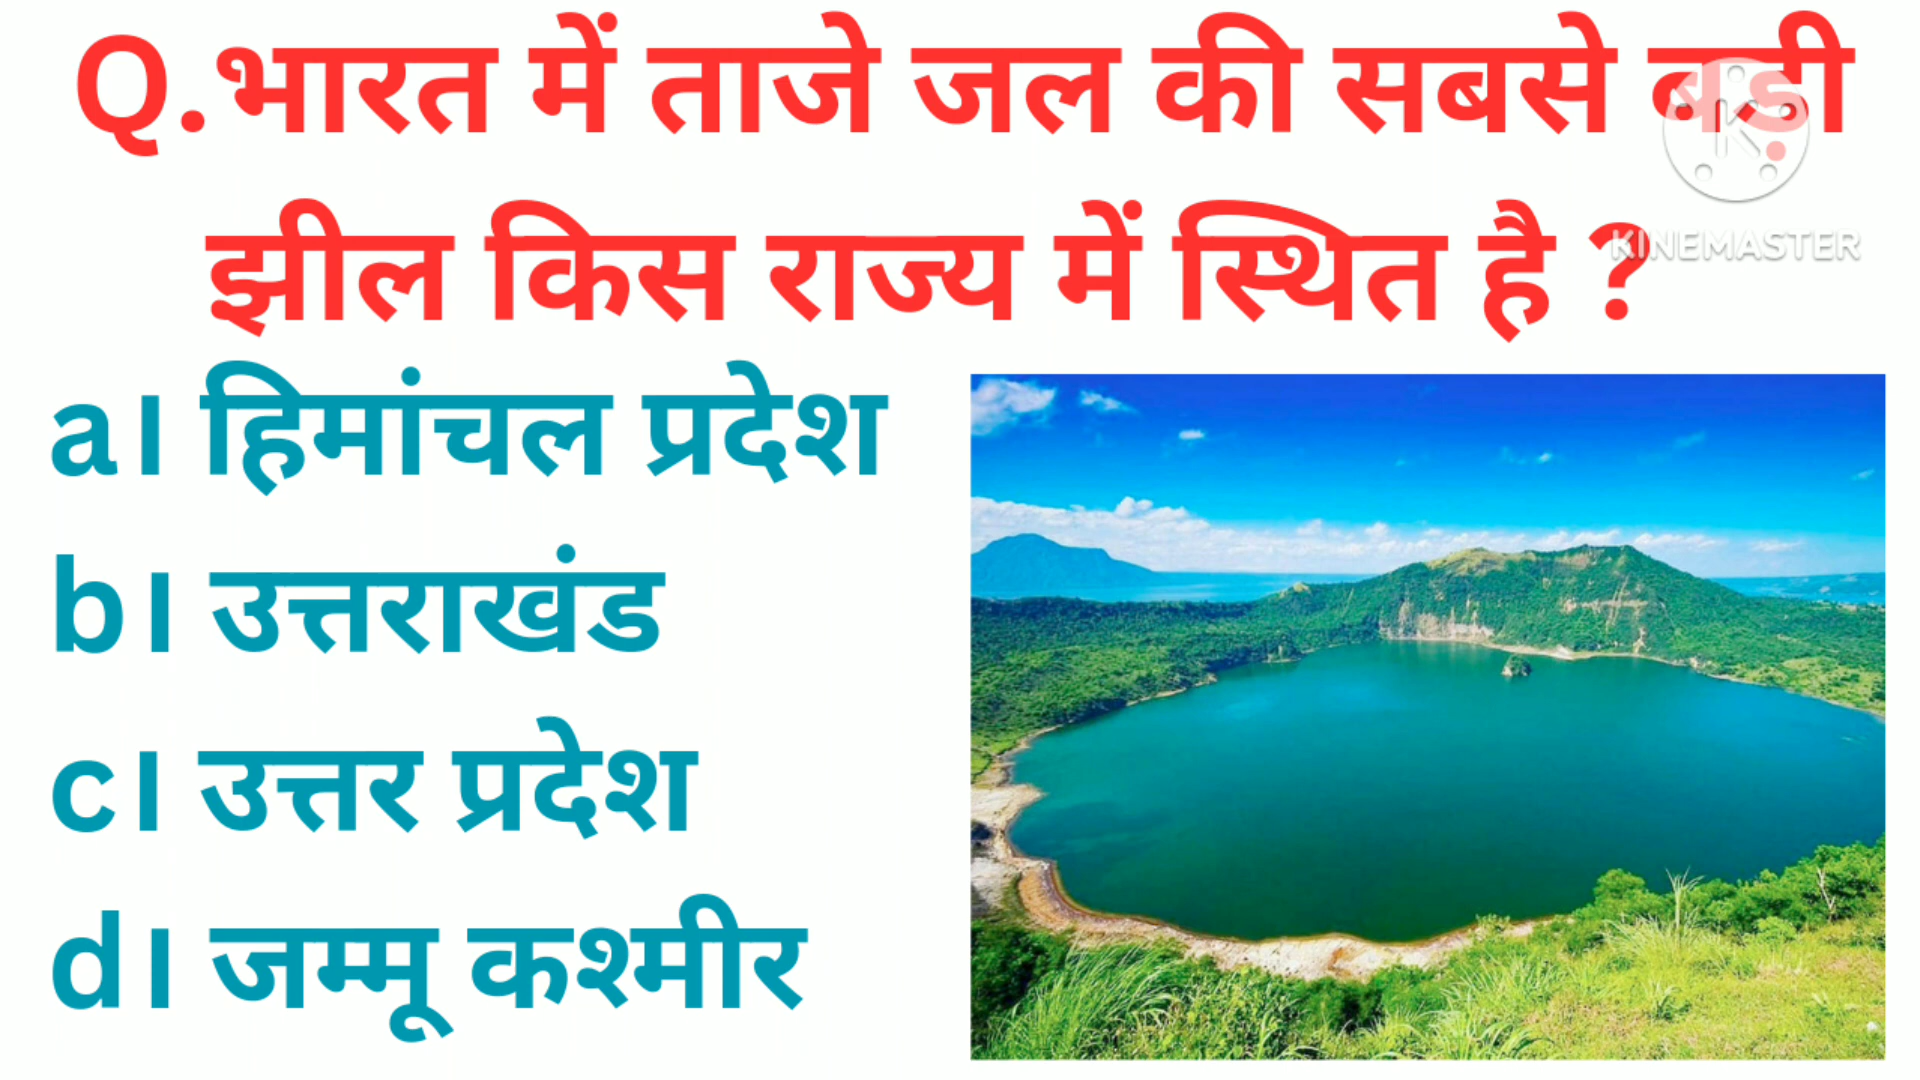 Q.भारत में ताजे जल की सबसे बडी
झील किस राज्य में स्थित है ?
KINEMASTER
a। हिमांचल प्रदेश
b। उत्तराखंड
c। उत्तर प्रदेश
d। जम्मू कश्मीर